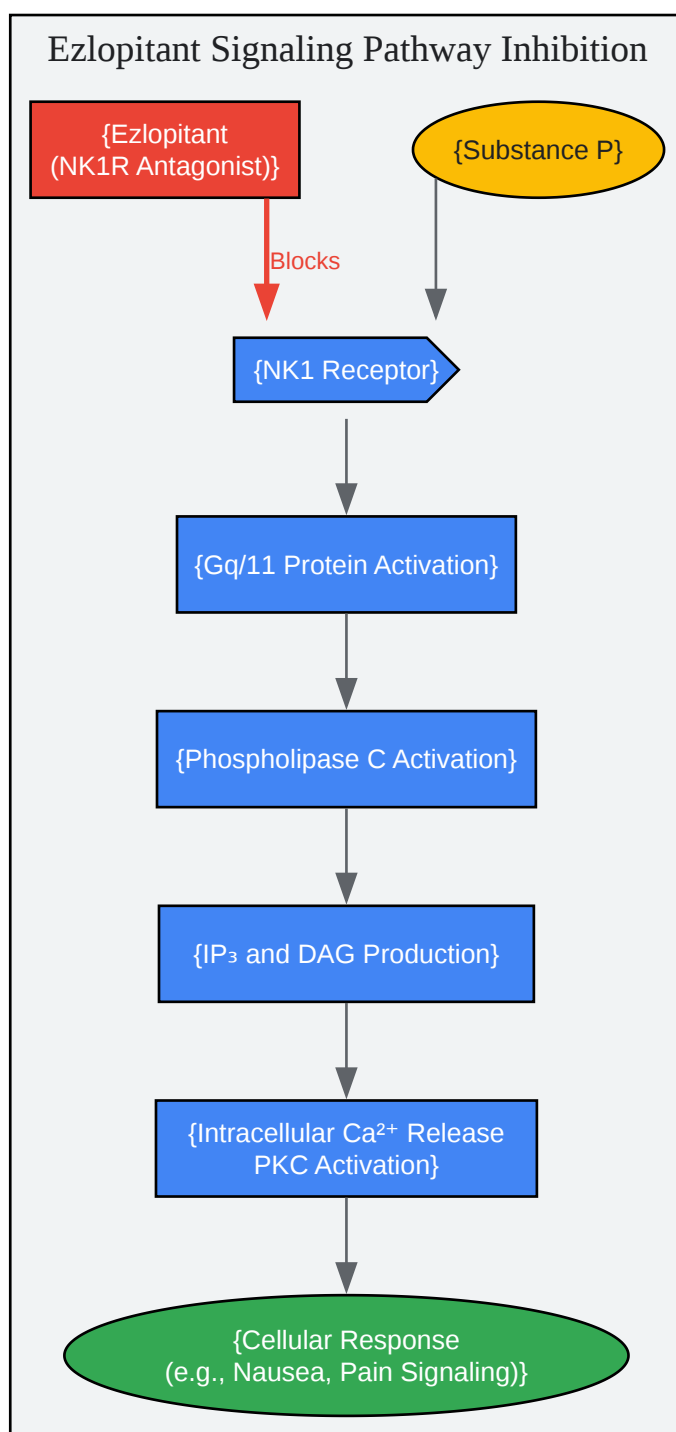 Ezlopitant Signaling Pathway Inhibition
{Ezlopitant
(NK1R Antagonist)}
{Substance P}
Blocks
{NK1 Receptor}
{Gq/11 Protein Activation}
{Phospholipase C Activation}
{IP₃ and DAG Production}
{Intracellular Ca²⁺ Release
PKC Activation}
{Cellular Response
(e.g., Nausea, Pain Signaling)}